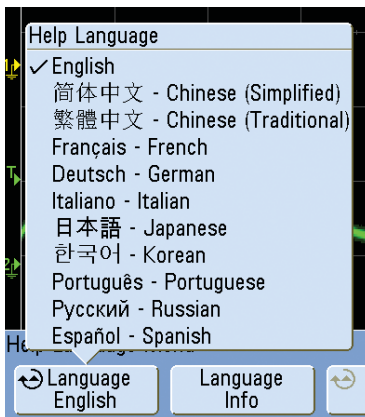 Help Language
✓ English
简体中文 - Chinese (Simplified)
繁體中文 - Chinese (Traditional)
Français - French
Deutsch - German
Italiano - Italian
日本語 - Japanese
한국어 - Korean
Português - Portuguese
Русский - Russian
Español - Spanish
Language
English
Language
Info
1
T
2